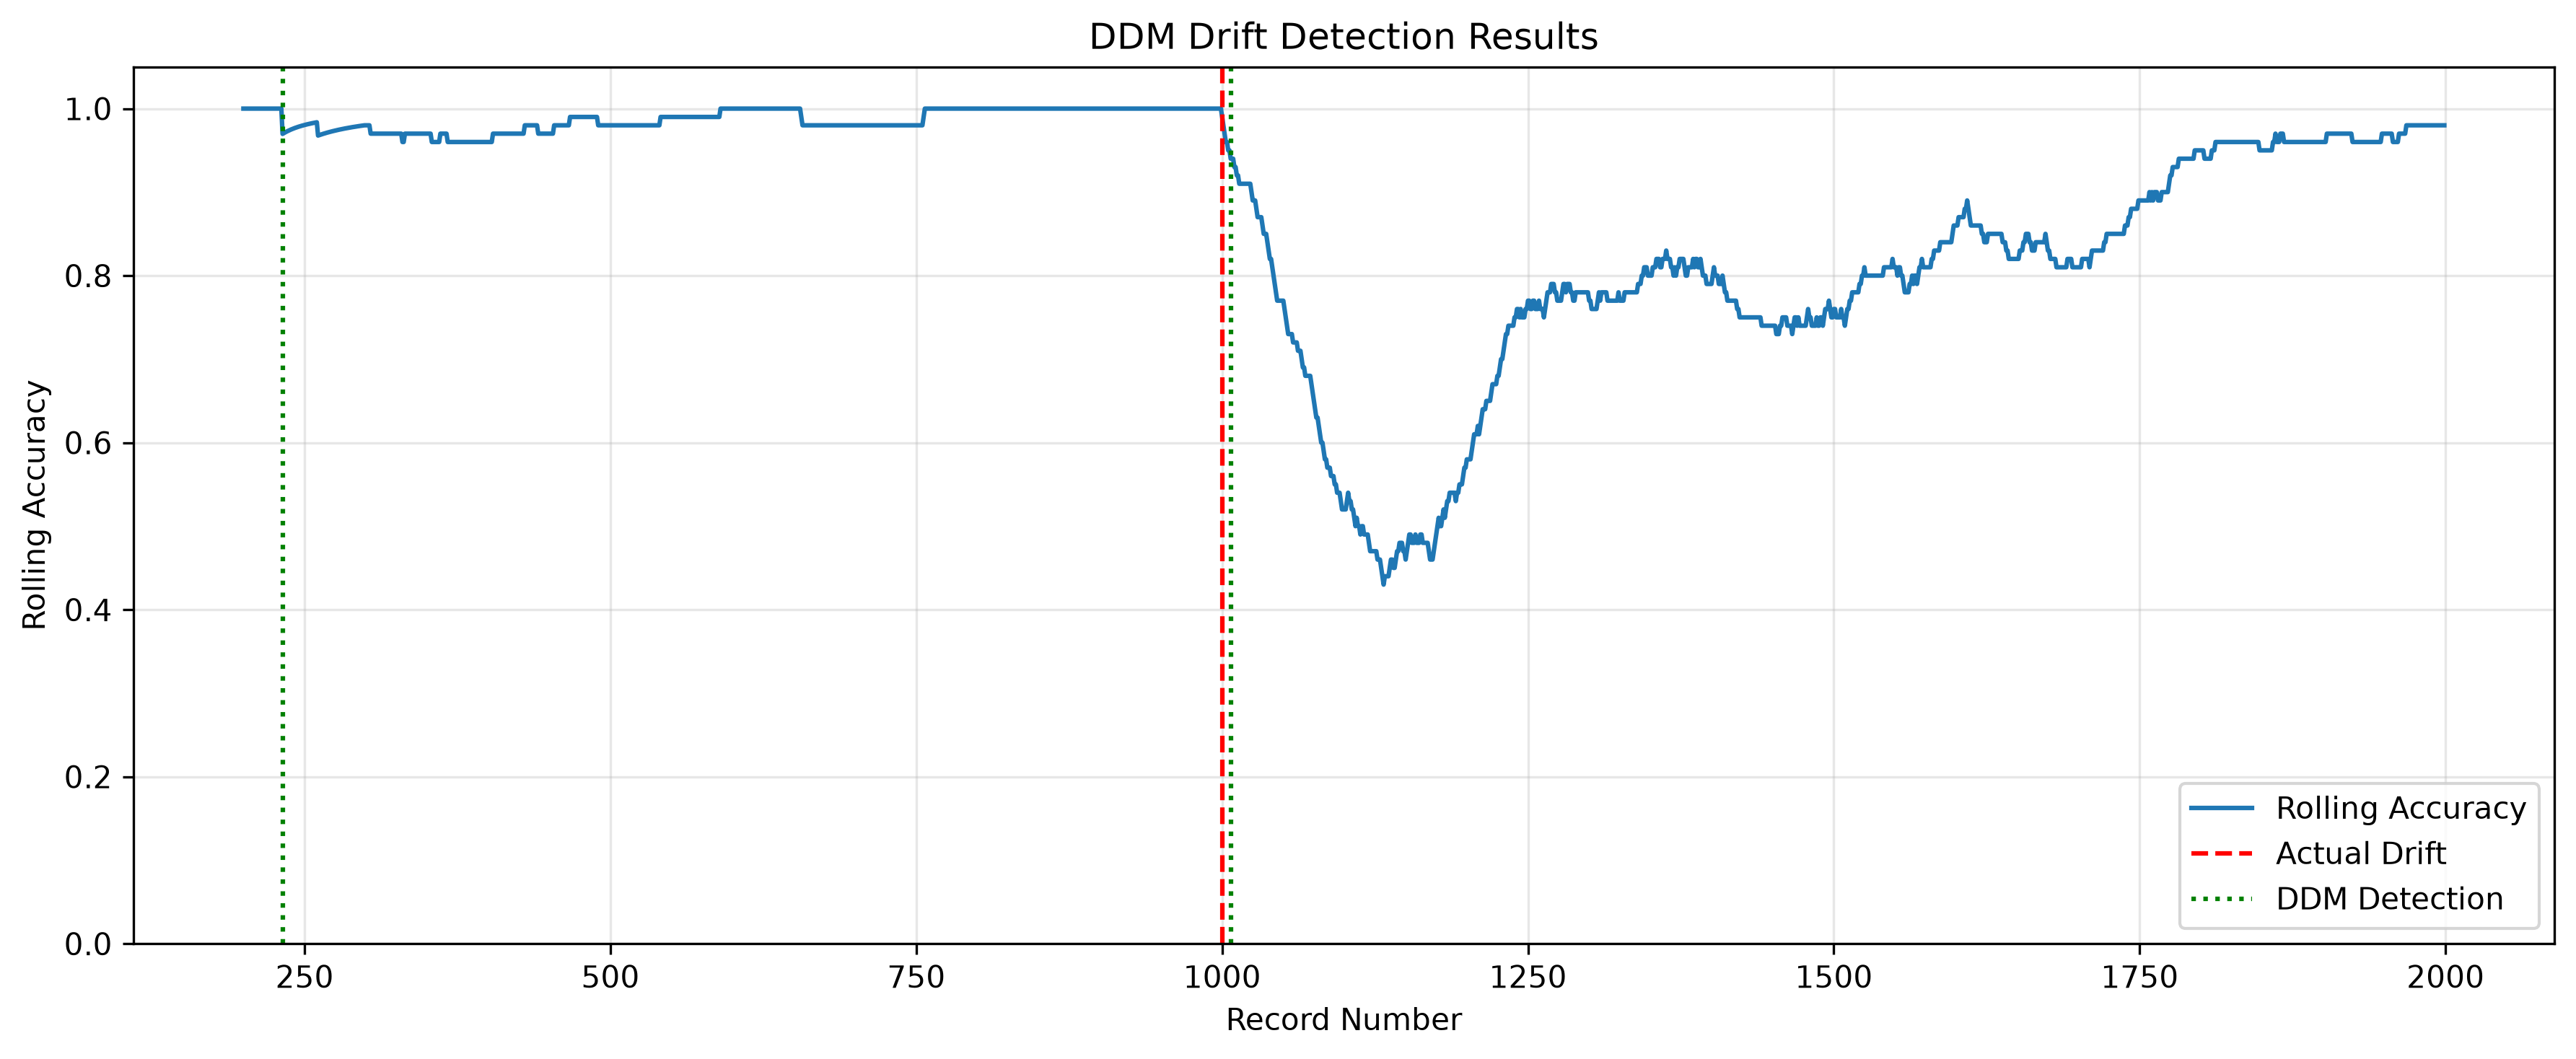 DDM Drift Detection Results
Rolling Accuracy
1.0
0.8
0.6
0.4
0.2
0.0
250 500 750 1000 1250 1500 1750 2000
Record Number
Rolling Accuracy
Actual Drift
DDM Detection